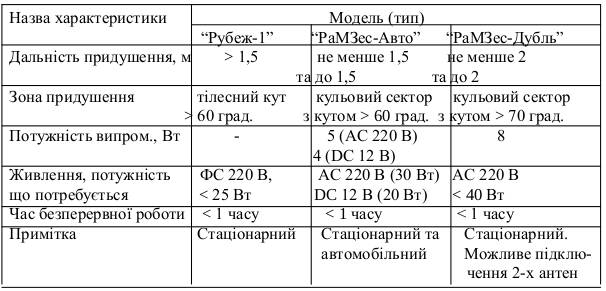 Назва характеристики Модель (тип)
“Рубеж-1” “РаМЗес-Авто” “РаМЗес-Дубль”
Дальність придушення, м > 1,5 не менше 1,5 не менше 2
та до 1,5 та до 2
Зона придушення тілесний кут кульовий сектор кульовий сектор
> 60 град. з кутом > 60 град. з кутом > 70 град.
Потужність випром., Вт - 5 (АС 220 В) 8
4 (DC 12 В)
Живлення, потужність ФС 220 В, АС 220 В (30 Вт) АС 220 В
що потребується < 25 Вт DC 12 В (20 Вт) < 40 Вт
Час безперервної роботи < 1 часу < 1 часу < 1 часу
Примітка Стаціонарний Стаціонарний та Стаціонарний.
автомобільний Можливе підклю-
чення 2-х антен